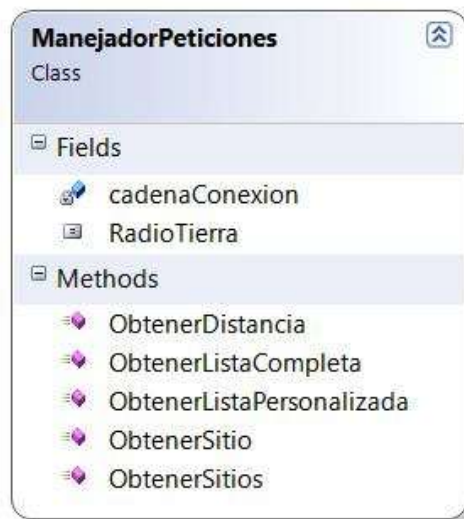 ManejadorPeticiones
Class
Fields
cadenaConexion
RadioTierra
Methods
ObtenerDistancia
ObtenerListaCompleta
ObtenerListaPersonalizada
ObtenerSitio
ObtenerSitios